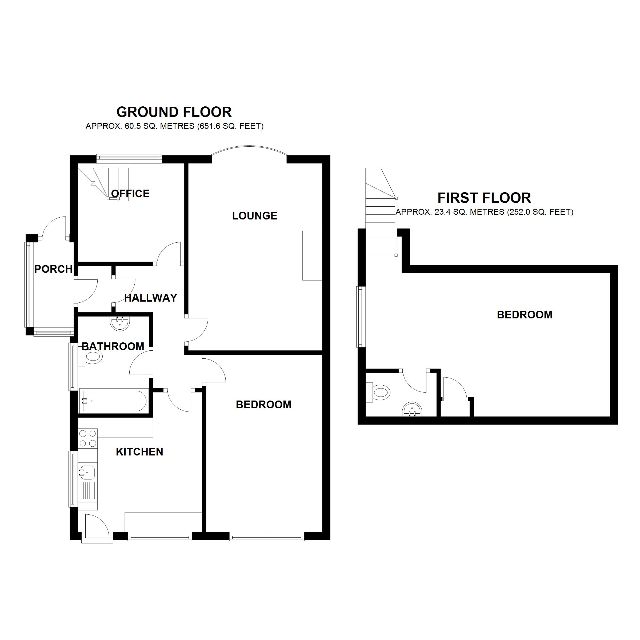 GROUND FLOOR
APPROX. 60.5 SQ. METRES (651.6 SQ. FEET)
OFFICE
LOUNGE
PORCH
HALLWAY
BATHROOM
BEDROOM
KITCHEN
FIRST FLOOR
APPROX. 23.4 SQ. METRES (252.0 SQ. FEET)
BEDROOM